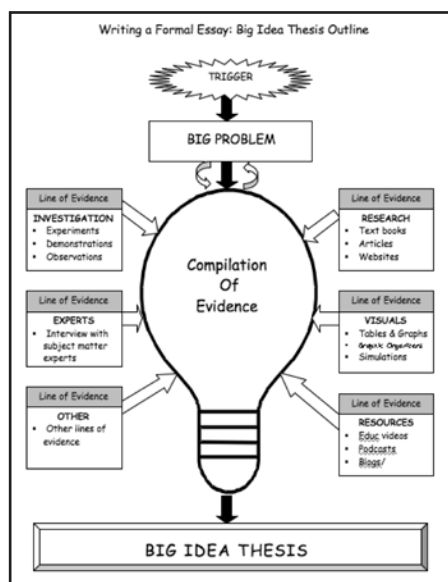 Writing a Formal Essay: Big Idea Thesis Outline
TRIGGER
BIG PROBLEM
Line of Evidence
INVESTIGATION
• Experiments
• Demonstrations
• Observations
Line of Evidence
RESEARCH
• Text books
• Articles
• Websites
Compilation
Of
Evidence
Line of Evidence
EXPERTS
• Interview with
subject matter
experts
Line of Evidence
VISUALS
• Tables & Graphs
• Graphic Organizers
• Simulations
Line of Evidence
OTHER
• Other lines of
evidence
Line of Evidence
RESOURCES
• Educ videos
• Podcasts
• Blogs/
BIG IDEA THESIS